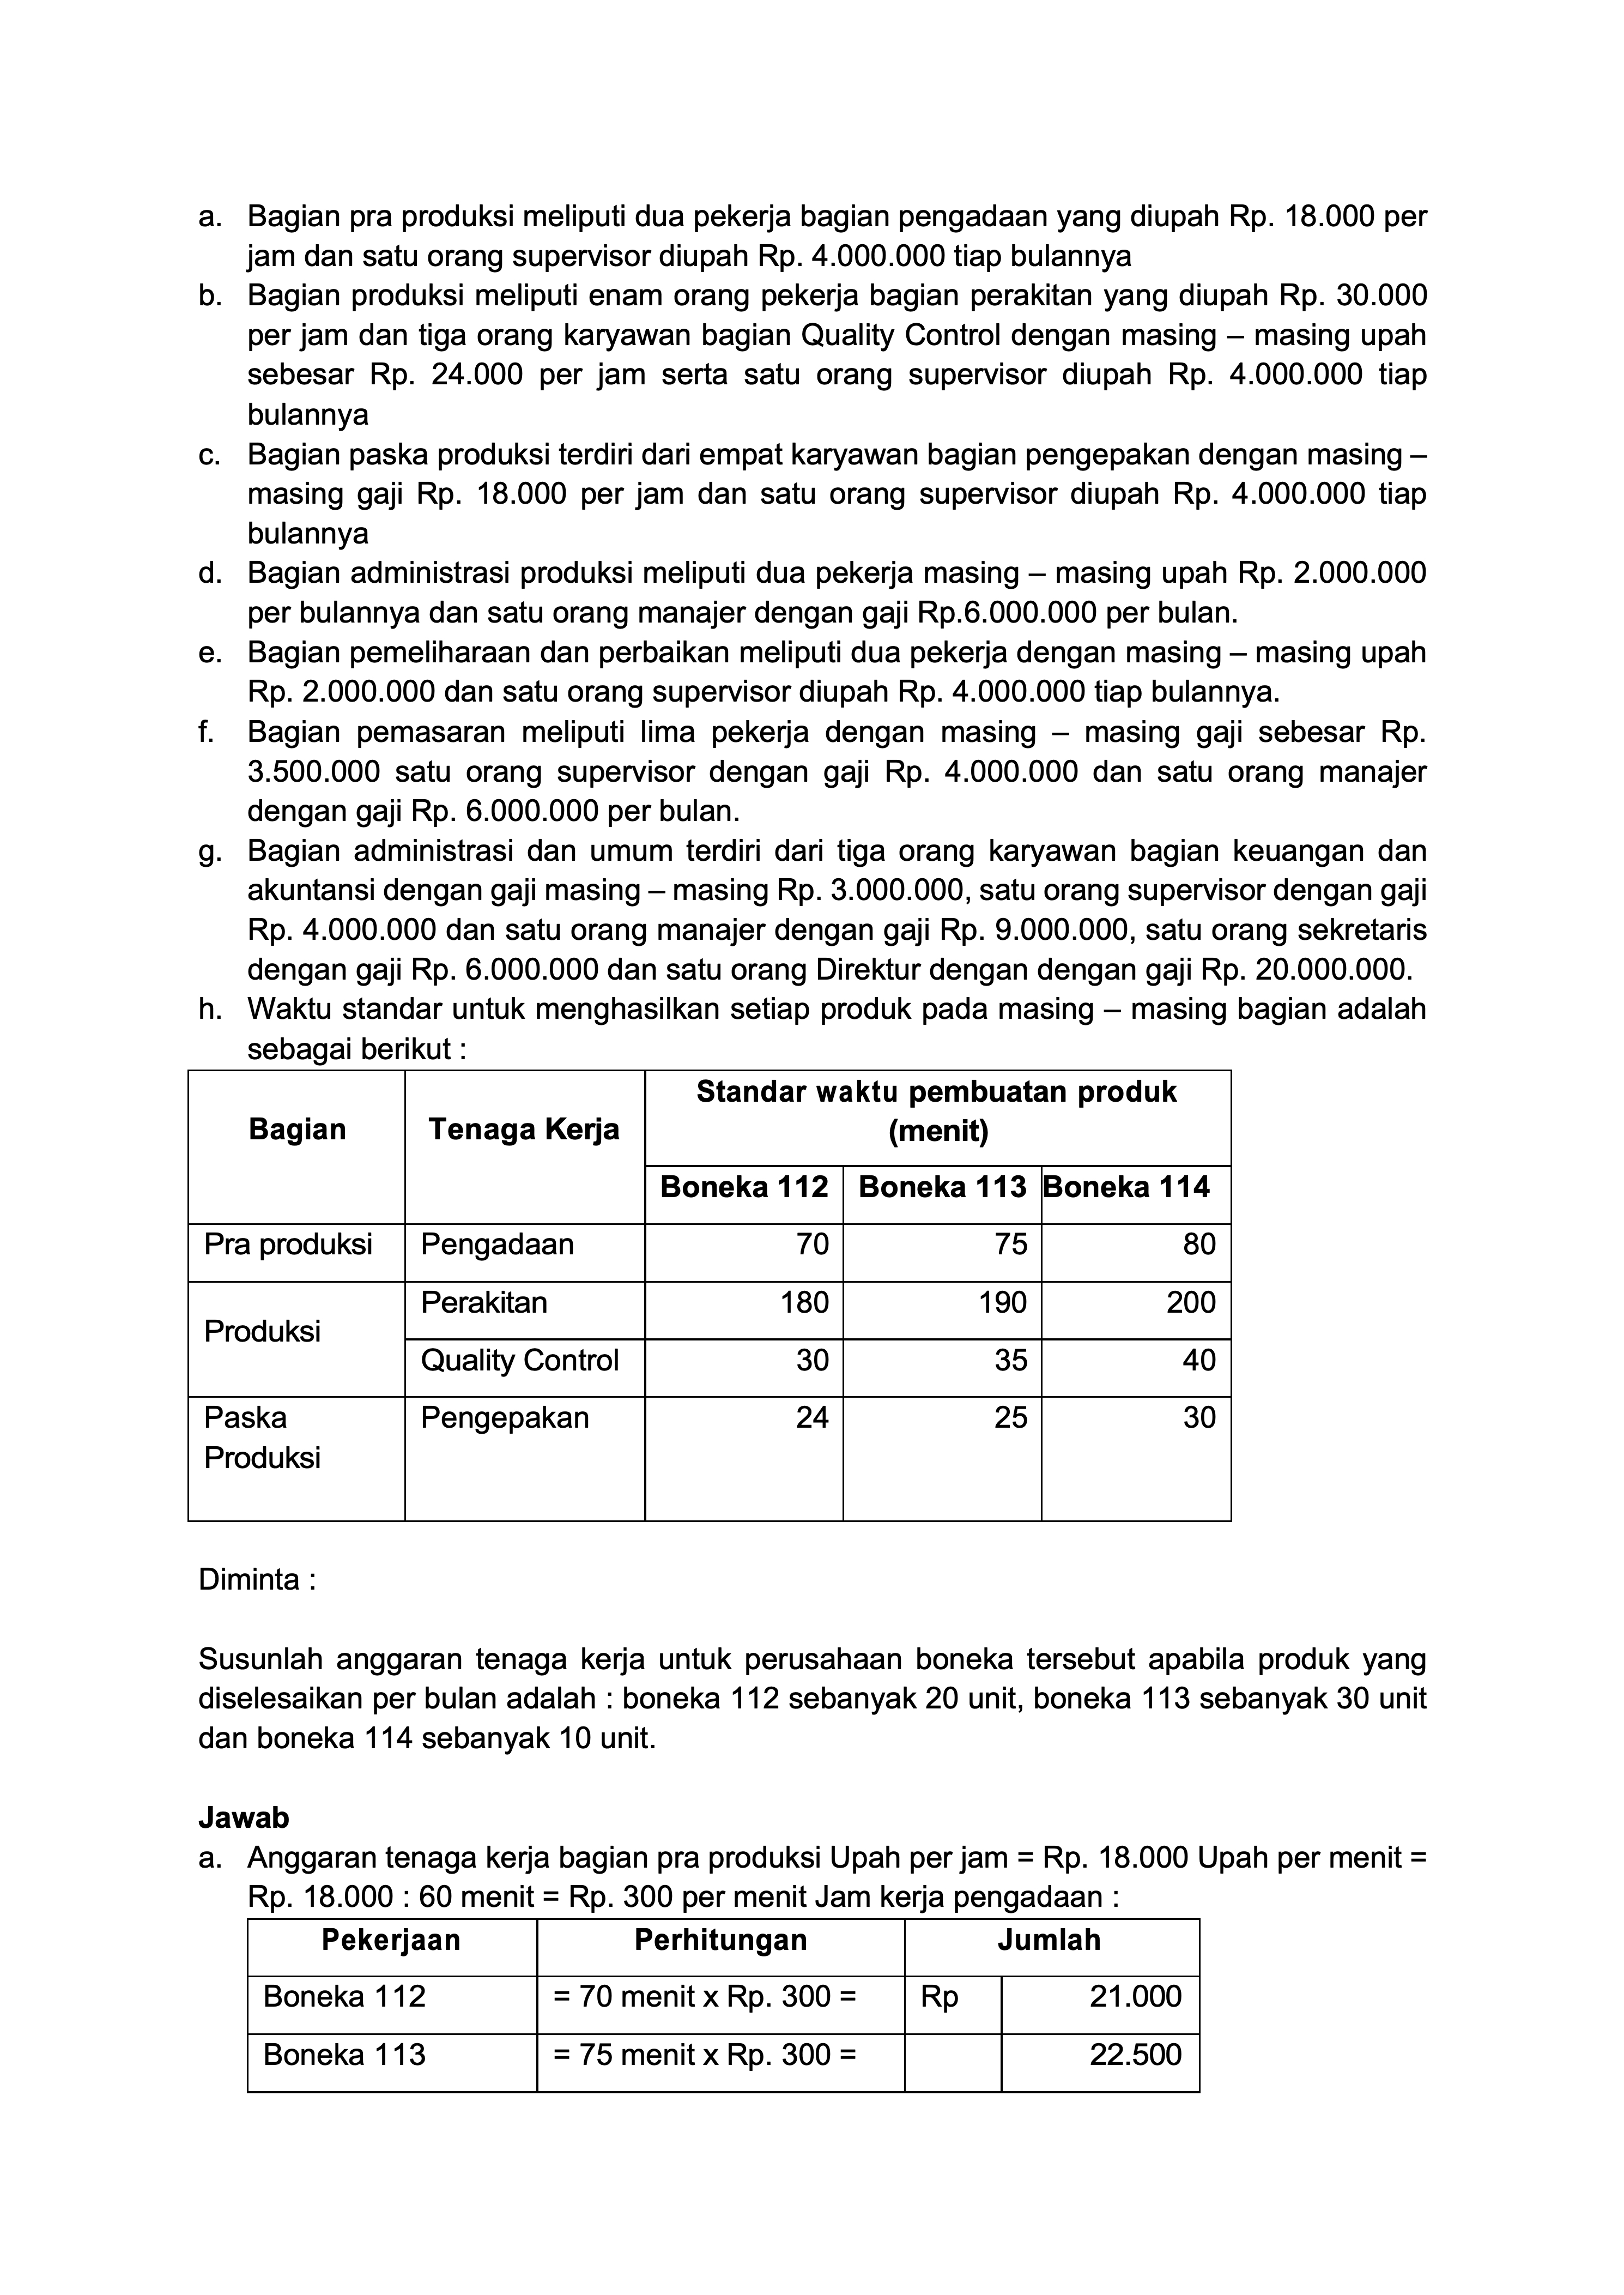 a. Bagian pra produksi meliputi dua pekerja bagian pengadaan yang diupah Rp. 18.000 per
jam dan satu orang supervisor diupah Rp. 4.000.000 tiap bulannya
b. Bagian produksi meliputi enam orang pekerja bagian perakitan yang diupah Rp. 30.000
per jam dan tiga orang karyawan bagian Quality Control dengan masing – masing upah
sebesar Rp. 24.000 per jam serta satu orang supervisor diupah Rp. 4.000.000 tiap
bulannya
c. Bagian paska produksi terdiri dari empat karyawan bagian pengepakan dengan masing –
masing gaji Rp. 18.000 per jam dan satu orang supervisor diupah Rp. 4.000.000 tiap
bulannya
d. Bagian administrasi produksi meliputi dua pekerja masing – masing upah Rp. 2.000.000
per bulannya dan satu orang manajer dengan gaji Rp.6.000.000 per bulan.
e. Bagian pemeliharaan dan perbaikan meliputi dua pekerja dengan masing – masing upah
Rp. 2.000.000 dan satu orang supervisor diupah Rp. 4.000.000 tiap bulannya.
f. Bagian pemasaran meliputi lima pekerja dengan masing – masing gaji sebesar Rp.
3.500.000 satu orang supervisor dengan gaji Rp. 4.000.000 dan satu orang manajer
dengan gaji Rp. 6.000.000 per bulan.
g. Bagian administrasi dan umum terdiri dari tiga orang karyawan bagian keuangan dan
akuntansi dengan gaji masing – masing Rp. 3.000.000, satu orang supervisor dengan gaji
Rp. 4.000.000 dan satu orang manajer dengan gaji Rp. 9.000.000, satu orang sekretaris
dengan gaji Rp. 6.000.000 dan satu orang Direktur dengan dengan gaji Rp. 20.000.000.
h. Waktu standar untuk menghasilkan setiap produk pada masing – masing bagian adalah
sebagai berikut :
Bagian Tenaga Kerja Standar waktu pembuatan produk
(menit)
Boneka 112 Boneka 113 Boneka 114
Pra produksi Pengadaan 70 75 80
Produksi Perakitan 180 190 200
Quality Control 30 35 40
Paska Pengepakan 24 25 30
Produksi
Diminta :
Susunlah anggaran tenaga kerja untuk perusahaan boneka tersebut apabila produk yang
diselesaikan per bulan adalah : boneka 112 sebanyak 20 unit, boneka 113 sebanyak 30 unit
dan boneka 114 sebanyak 10 unit.
Jawab
a. Anggaran tenaga kerja bagian pra produksi Upah per jam = Rp. 18.000 Upah per menit =
Rp. 18.000 : 60 menit = Rp. 300 per menit Jam kerja pengadaan :
Pekerjaan Perhitungan Jumlah
Boneka 112 = 70 menit x Rp. 300 = Rp 21.000
Boneka 113 = 75 menit x Rp. 300 = 22.500